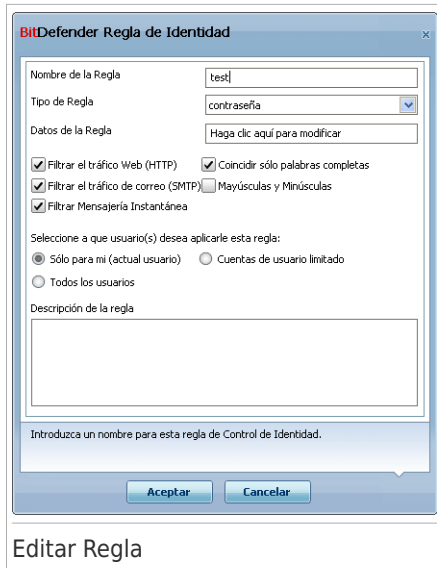 BitDefender Regla de Identidad
Nombre de la Regla
test
Tipo de Regla
contraseña
Datos de la Regla
Haga clic aquí para modificar
Filtrar el tráfico Web (HTTP) Coincidir sólo palabras completas
Filtrar el tráfico de correo (SMTP) Mayúsculas y Minúsculas
Filtrar Mensajería Instantánea
Seleccione a que usuario(s) desea aplicarle esta regla:
Sólo para mi (actual usuario) Cuentas de usuario limitado
Todos los usuarios
Descripción de la regla
Introduzca un nombre para esta regla de Control de Identidad.
Aceptar Cancelar
Editar Regla